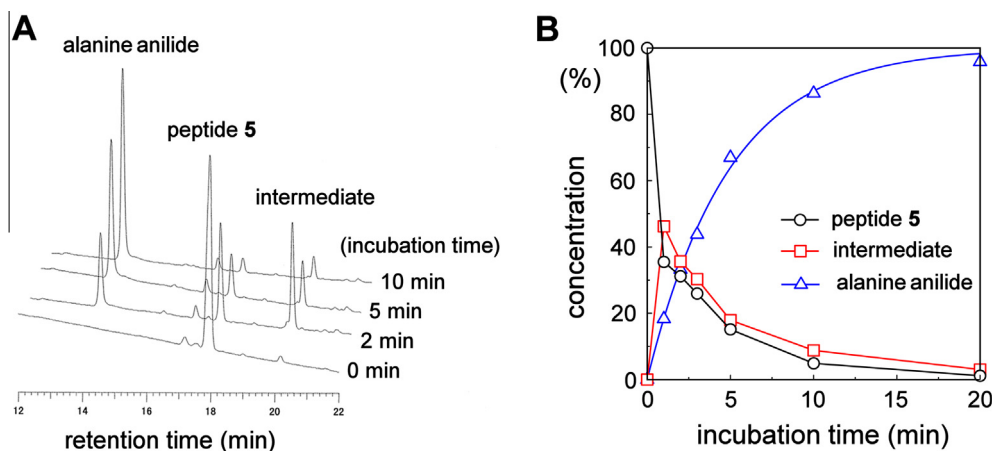 A
alanine anilide
peptide 5
intermediate
(incubation time)
10 min
5 min
2 min
0 min
12 14 16 18 20 22
retention time (min)
B
100
(%)
80
60
40
20
0
concentration
peptide 5
intermediate
alanine anilide
0 5 10 15 20
incubation time (min)